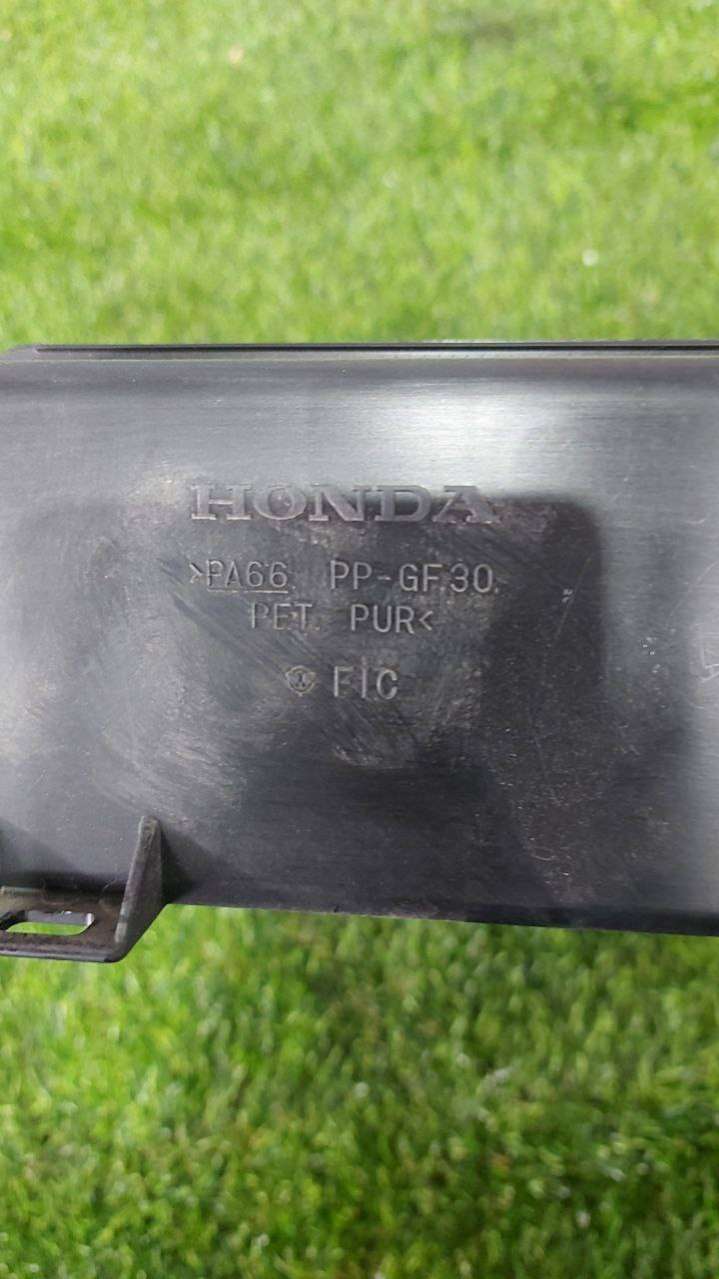 HONDA
>PA66. PP-GF30.
PET. PUR<
FIC